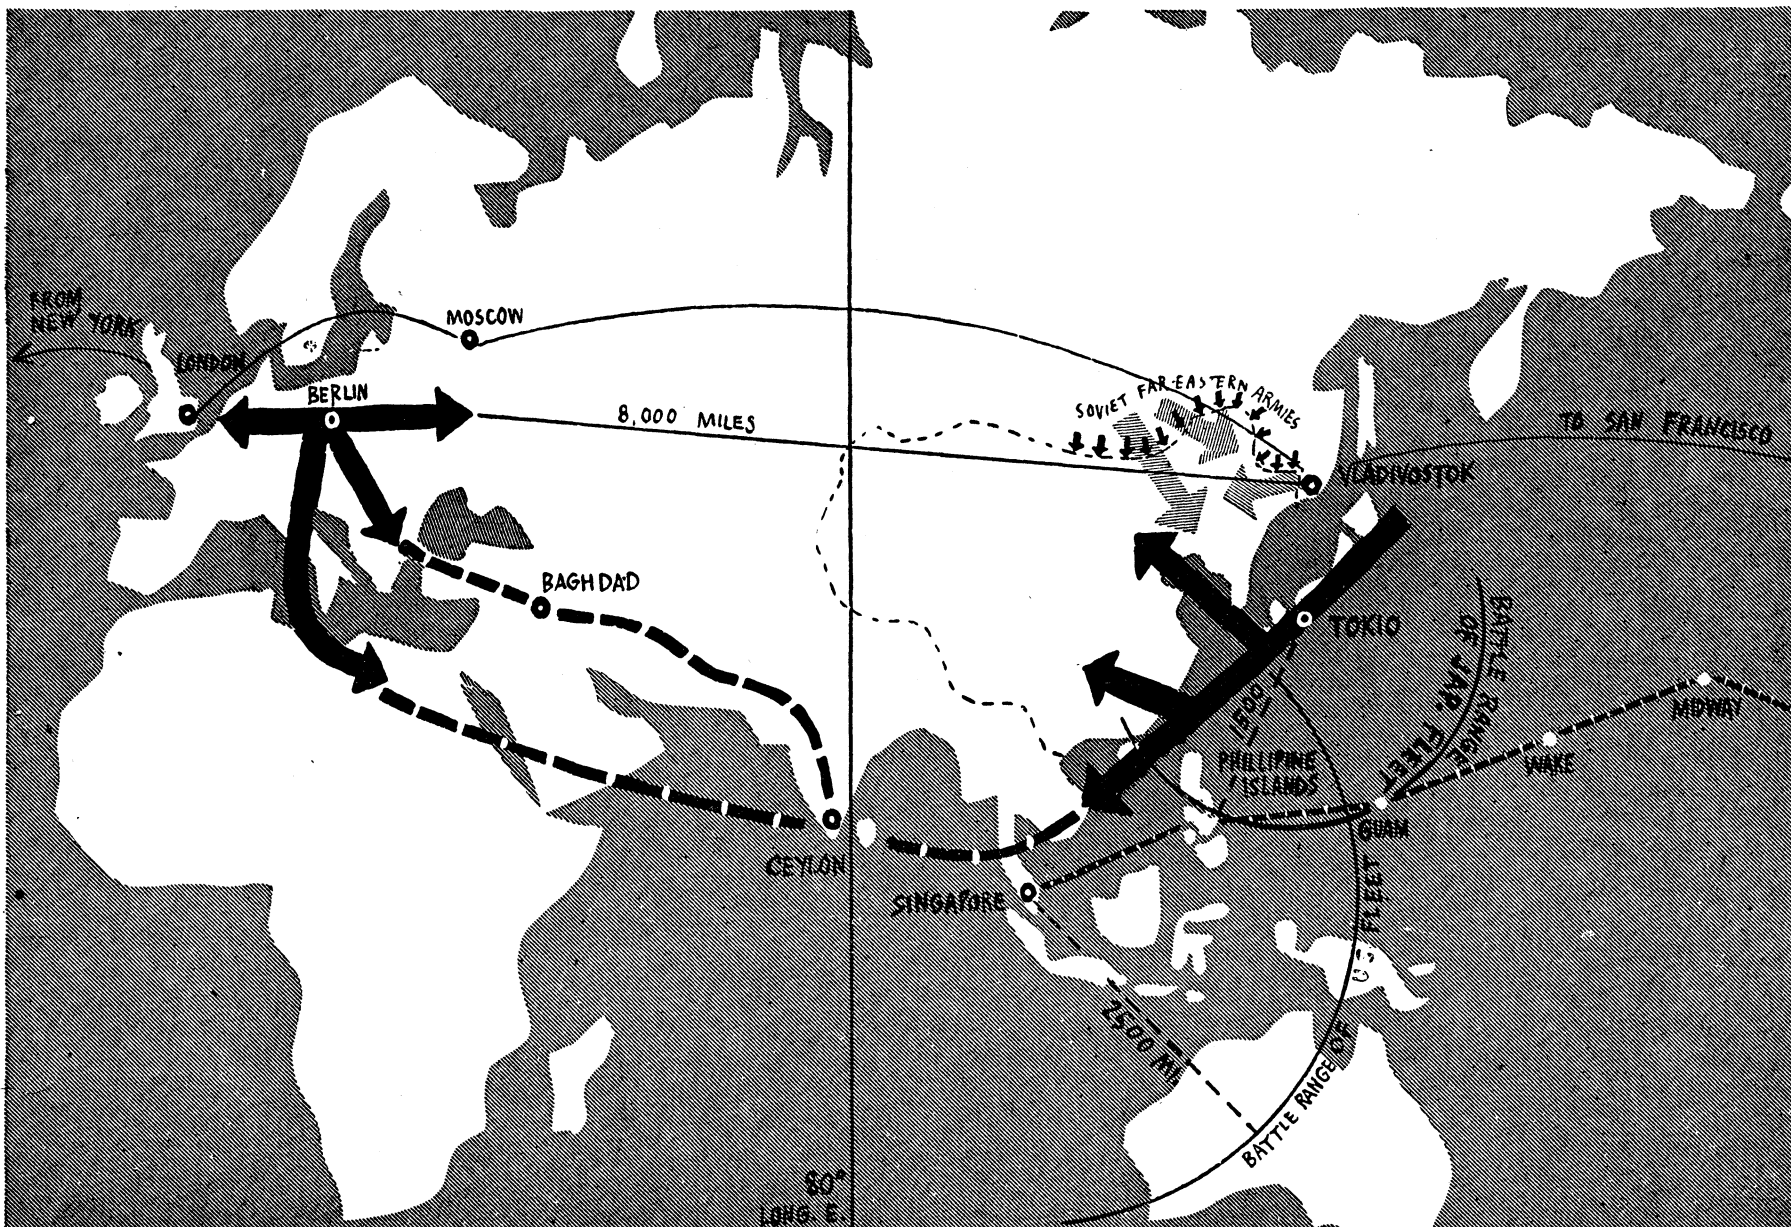 FROM
NEW YORK
LONDON
MOSCOW
BERLIN
8,000 MILES
SOVIET FAR-EASTERN ARMIES
TO SAN FRANCISCO
VLADIVOSTOK
BAGHDAD
TOKIO
BATTLE RANGE
OF JAP. FLEET
MIDWAY
WAKE
PHILLIPINE
ISLANDS
GUAM
CEYLON
SINGAPORE
2500 MIL
BATTLE RANGE OF U.S. FLEET
80°
LONG. E.